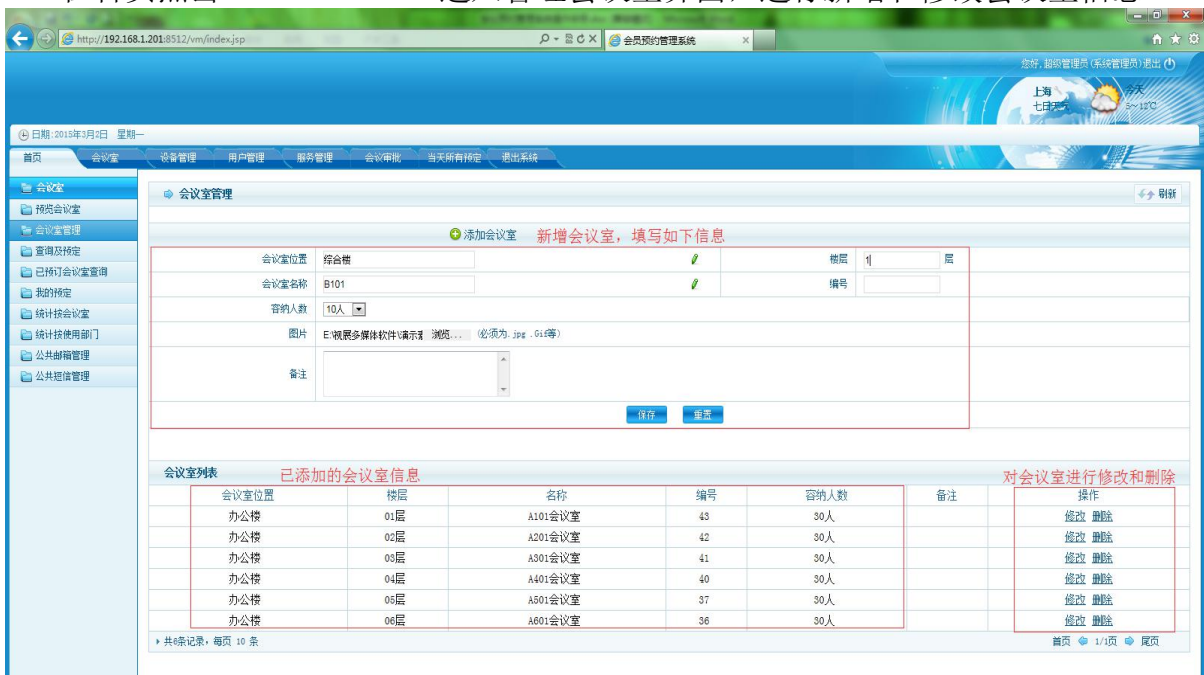 http://192.168.1.201:8512/vm/index.jsp
会员预约管理系统
您好, 超级管理员(系统管理员)退出
上海
今天
七日天气
5~12℃
日期:2015年3月2日 星期一
首页 会议室 设备管理 用户管理 服务管理 会议审批 当天所有预定 退出系统
会议室
预览会议室
会议室管理
查询及预定
已预订会议室查询
我的预定
统计按会议室
统计按使用部门
公共邮箱管理
公共短信管理
会议室管理
刷新
添加会议室 新增会议室，填写如下信息
会议室位置 综合楼 楼层 1 层
会议室名称 B101 编号
容纳人数 10人
图片 E:\视展多媒体软件\演示 浏览... (必须为.jpg .Gif等)
备注
保存 重置
会议室列表 已添加的会议室信息 对会议室进行修改和删除
会议室位置 楼层 名称 编号 容纳人数 备注 操作
办公楼 01层 A101会议室 43 30人 修改 删除
办公楼 02层 A201会议室 42 30人 修改 删除
办公楼 03层 A301会议室 41 30人 修改 删除
办公楼 04层 A401会议室 40 30人 修改 删除
办公楼 05层 A501会议室 37 30人 修改 删除
办公楼 06层 A601会议室 36 30人 修改 删除
共6条记录，每页 10 条
首页 1/1页 尾页